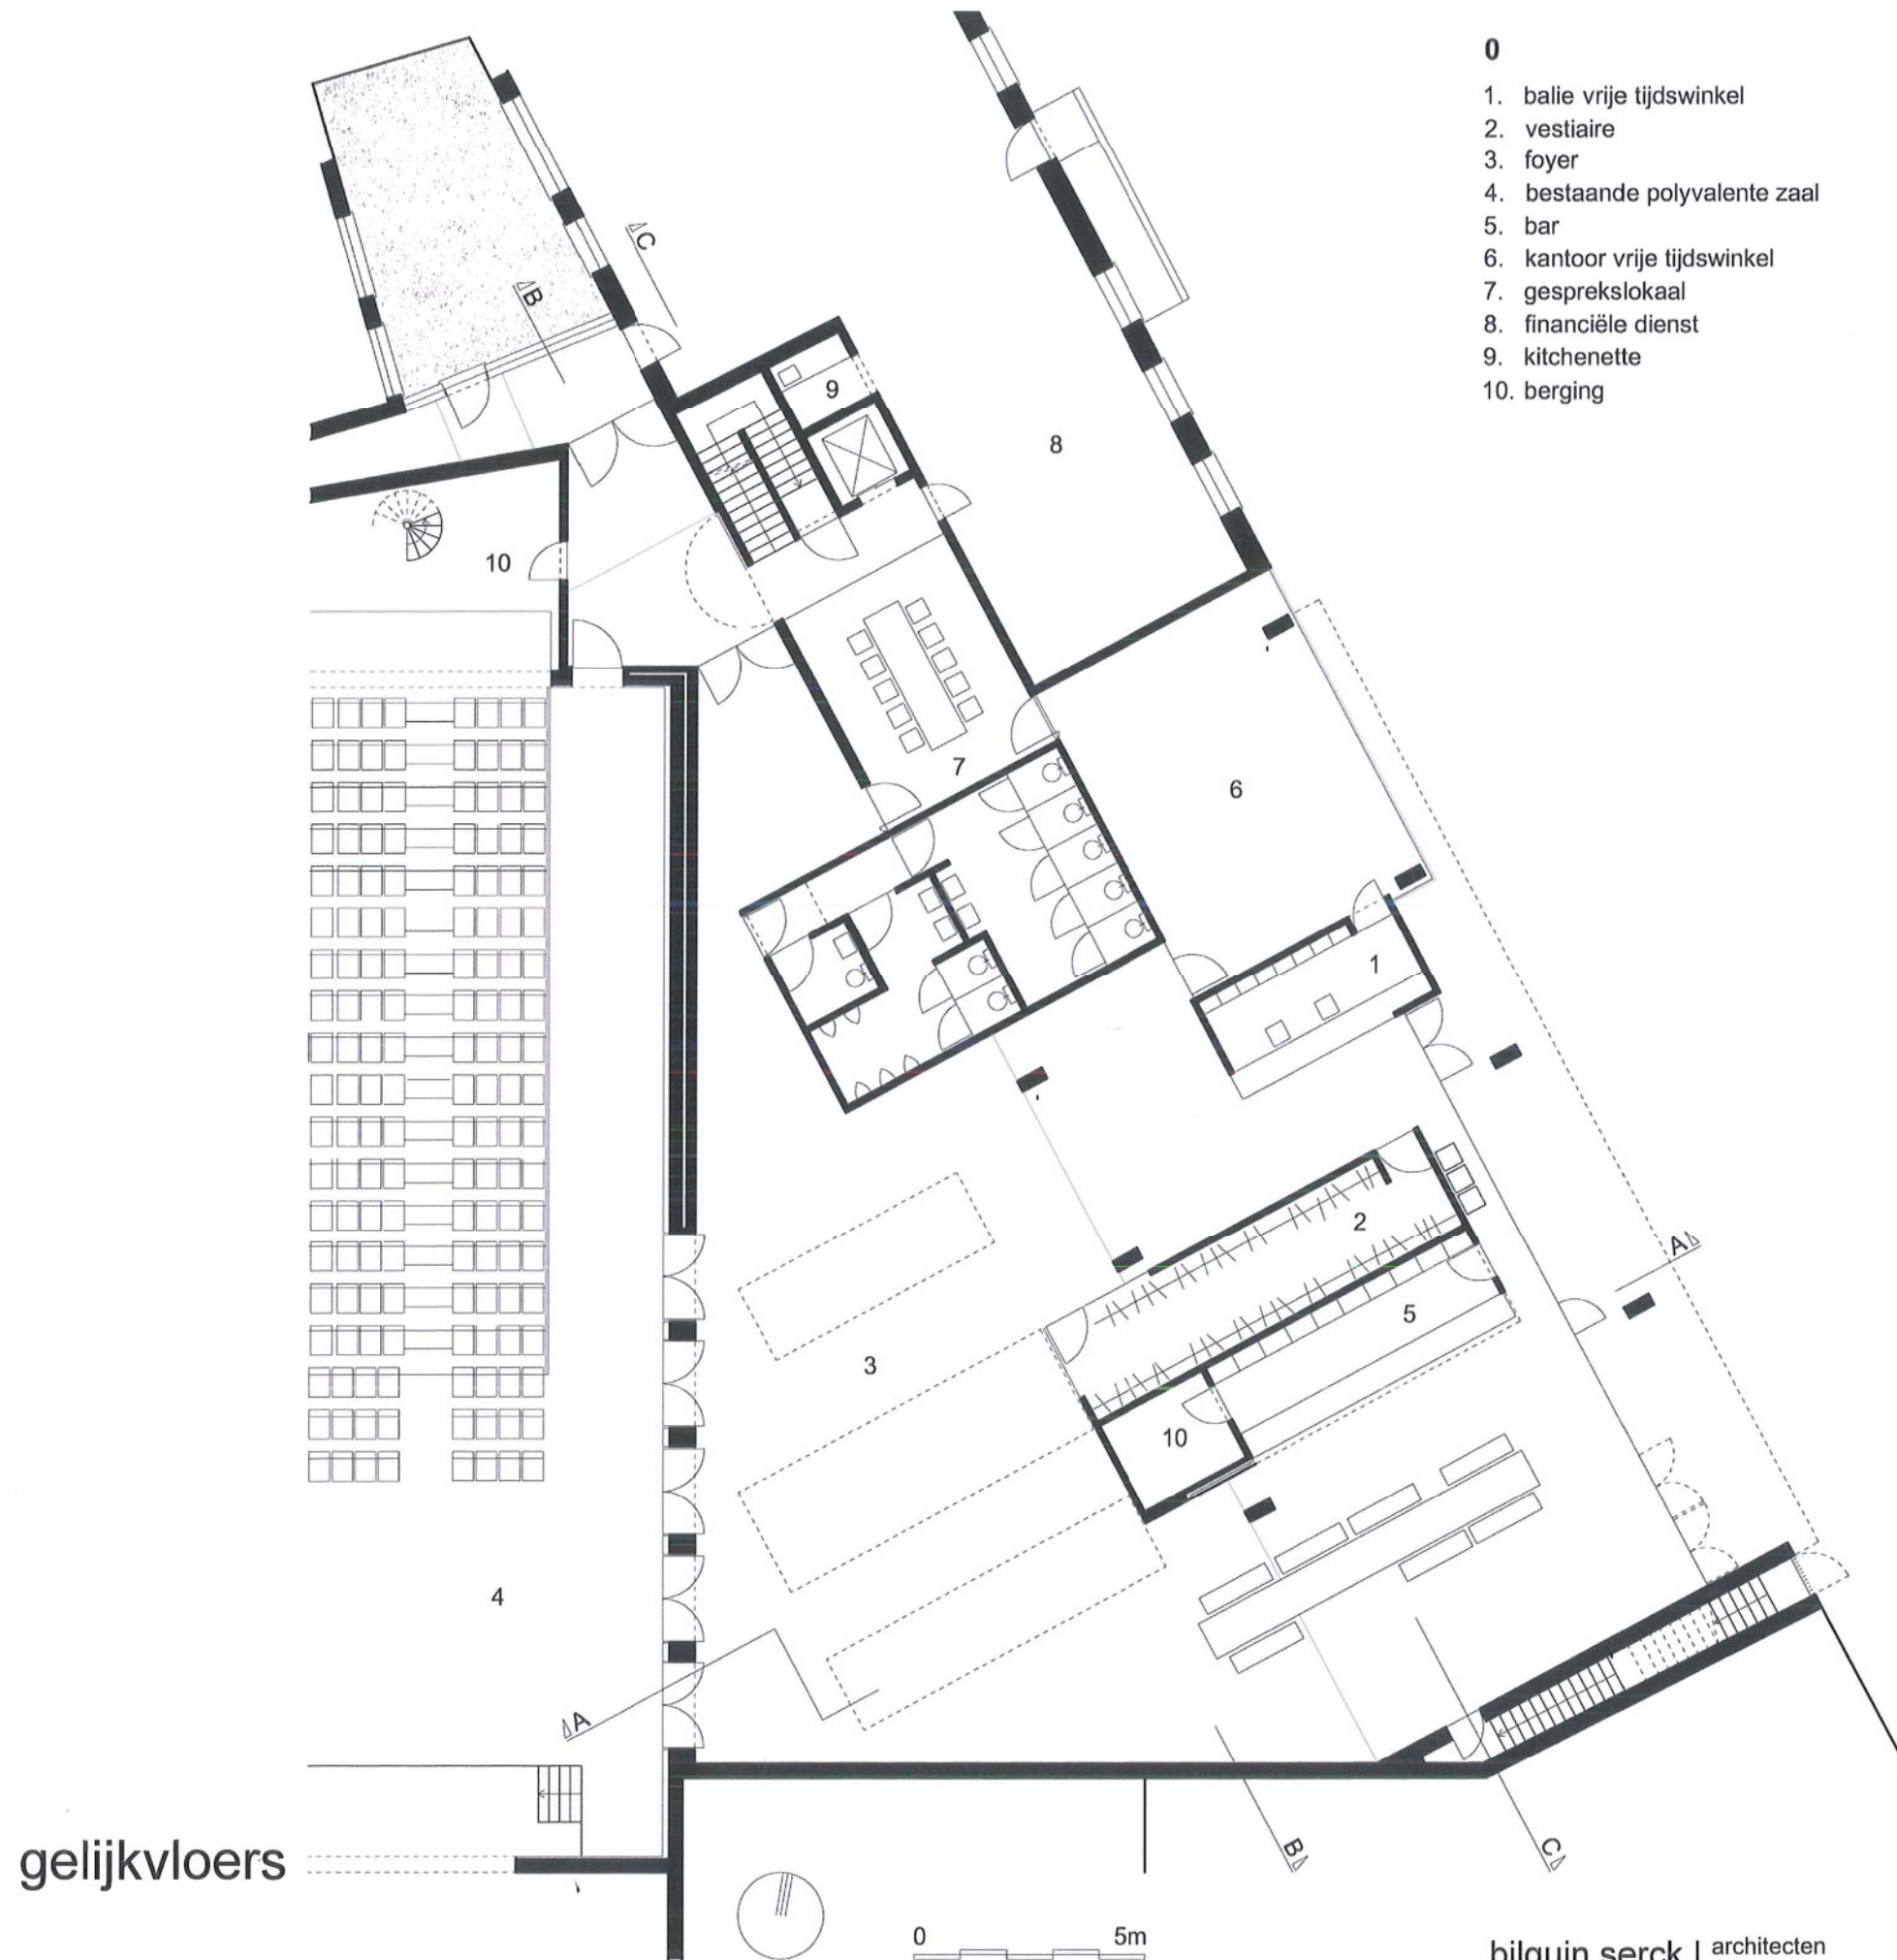 0
1. balie vrije tijdswinkel
2. vestiaire
3. foyer
4. bestaande polyvalente zaal
5. bar
6. kantoor vrije tijdswinkel
7. gesprekslokaal
8. financiële dienst
9. kitchenette
10. berging
C
B
9
8
10
7
6
1
2
A
5
3
10
4
A
B
C
gelijkvloers
0 5m
bilquin serck | architecten